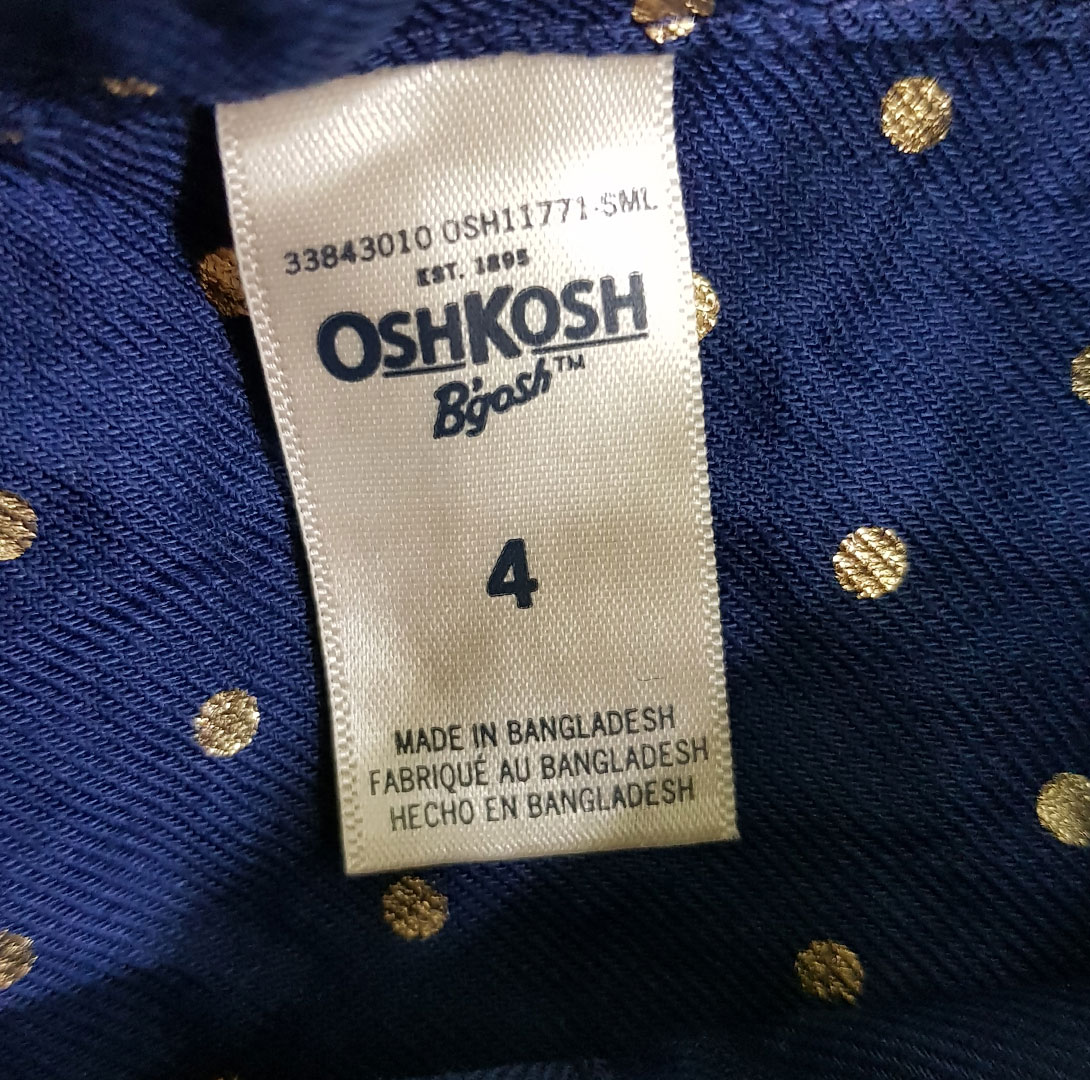 33843010 OSH11771-SML
EST. 1895
OSHKOSH
B'gosh™
4
MADE IN BANGLADESH
FABRIQUÉ AU BANGLADESH
HECHO EN BANGLADESH